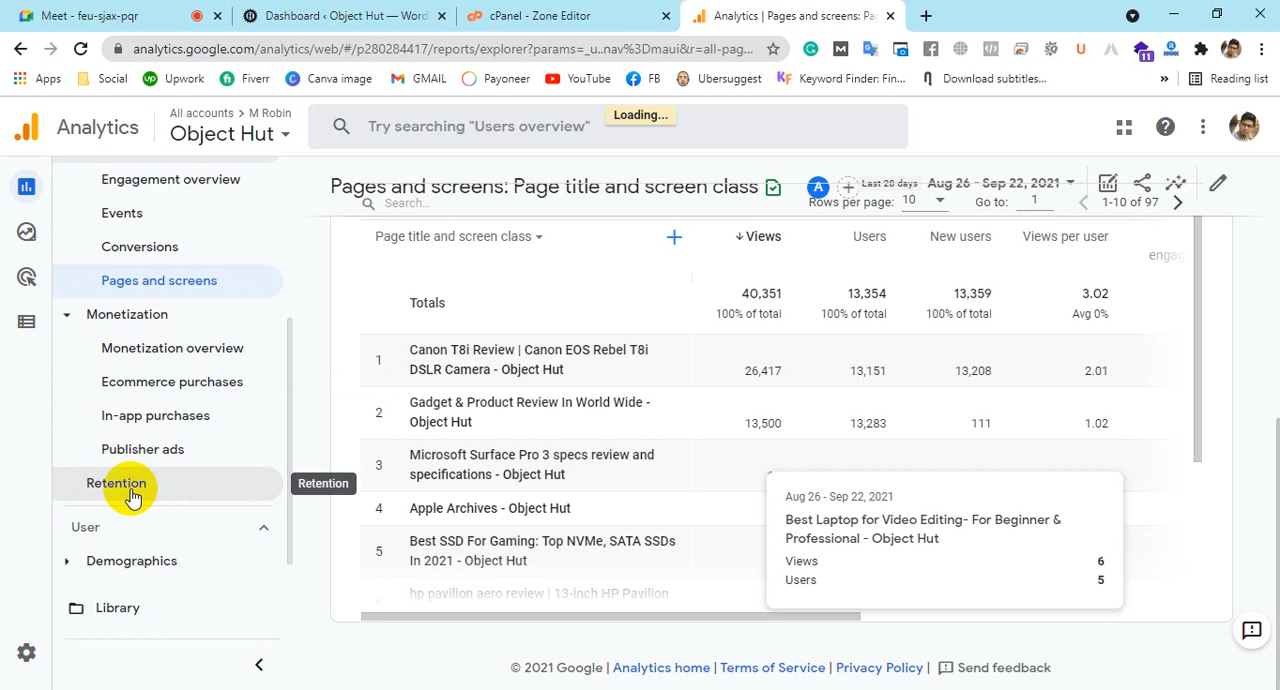 Meet - feu-sjax-pqr
Dashboard ‹ Object Hut — Word
cPanel - Zone Editor
Analytics | Pages and screens: Pa
analytics.google.com/analytics/web/#/p280284417/reports/explorer?params=_u..nav%3Dmaui&r=all-pag...
11
Apps
Social
Upwork
Fiverr
Canva image
GMAIL
Payoneer
YouTube
FB
Ubersuggest
Keyword Finder: Fin...
Download subtitles...
»
Reading list
Analytics
All accounts > M Robin
Object Hut
Try searching "Users overview"
Loading...
Engagement overview
Events
Conversions
Pages and screens
Monetization
Monetization overview
Ecommerce purchases
In-app purchases
Publisher ads
Retention
Retention
User
Demographics
Library
Pages and screens: Page title and screen class
A
Last 28 days
Aug 26 - Sep 22, 2021
Search...
Rows per page: 10
Go to: 1
1-10 of 97
Page title and screen class
Views
Users
New users
Views per user
engag
Totals
40,351
13,354
13,359
3.02
100% of total
100% of total
100% of total
Avg 0%
1
Canon T8i Review | Canon EOS Rebel T8i
DSLR Camera - Object Hut
26,417
13,151
13,208
2.01
2
Gadget & Product Review In World Wide -
Object Hut
13,500
13,283
111
1.02
3
Microsoft Surface Pro 3 specs review and
specifications - Object Hut
4
Apple Archives - Object Hut
5
Best SSD For Gaming: Top NVMe, SATA SSDs
In 2021 - Object Hut
hp pavilion aero review | 13-inch HP Pavilion
Aug 26 - Sep 22, 2021
Best Laptop for Video Editing- For Beginner &
Professional - Object Hut
Views
6
Users
5
© 2021 Google | Analytics home | Terms of Service | Privacy Policy | Send feedback